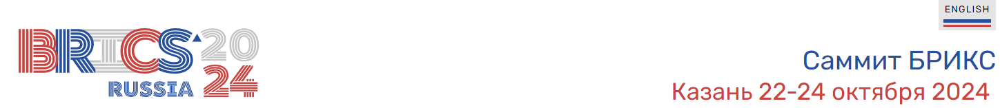 ENGLISH
BRICS 20
RUSSIA 24
Саммит БРИКС
Казань 22-24 октября 2024